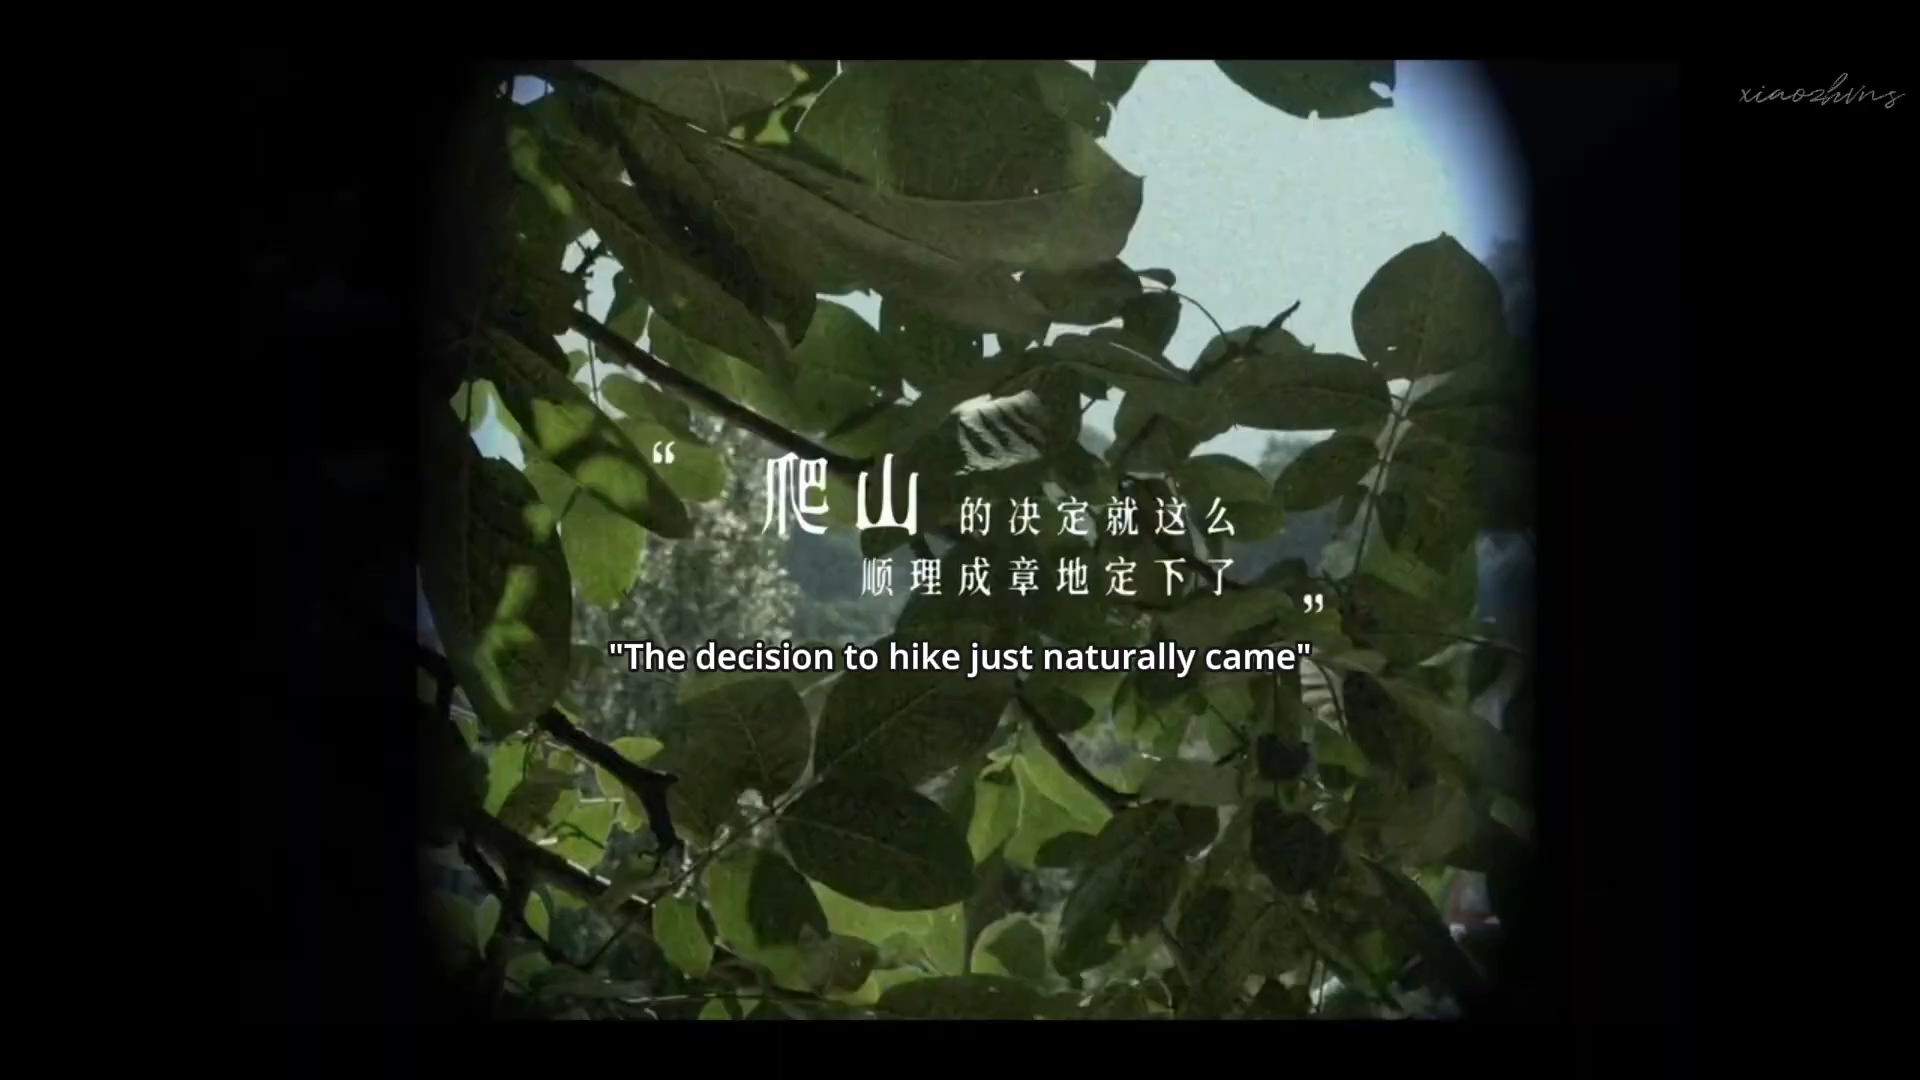 xiaozhvns
“爬山的决定就这么
顺理成章地定下了”
"The decision to hike just naturally came"